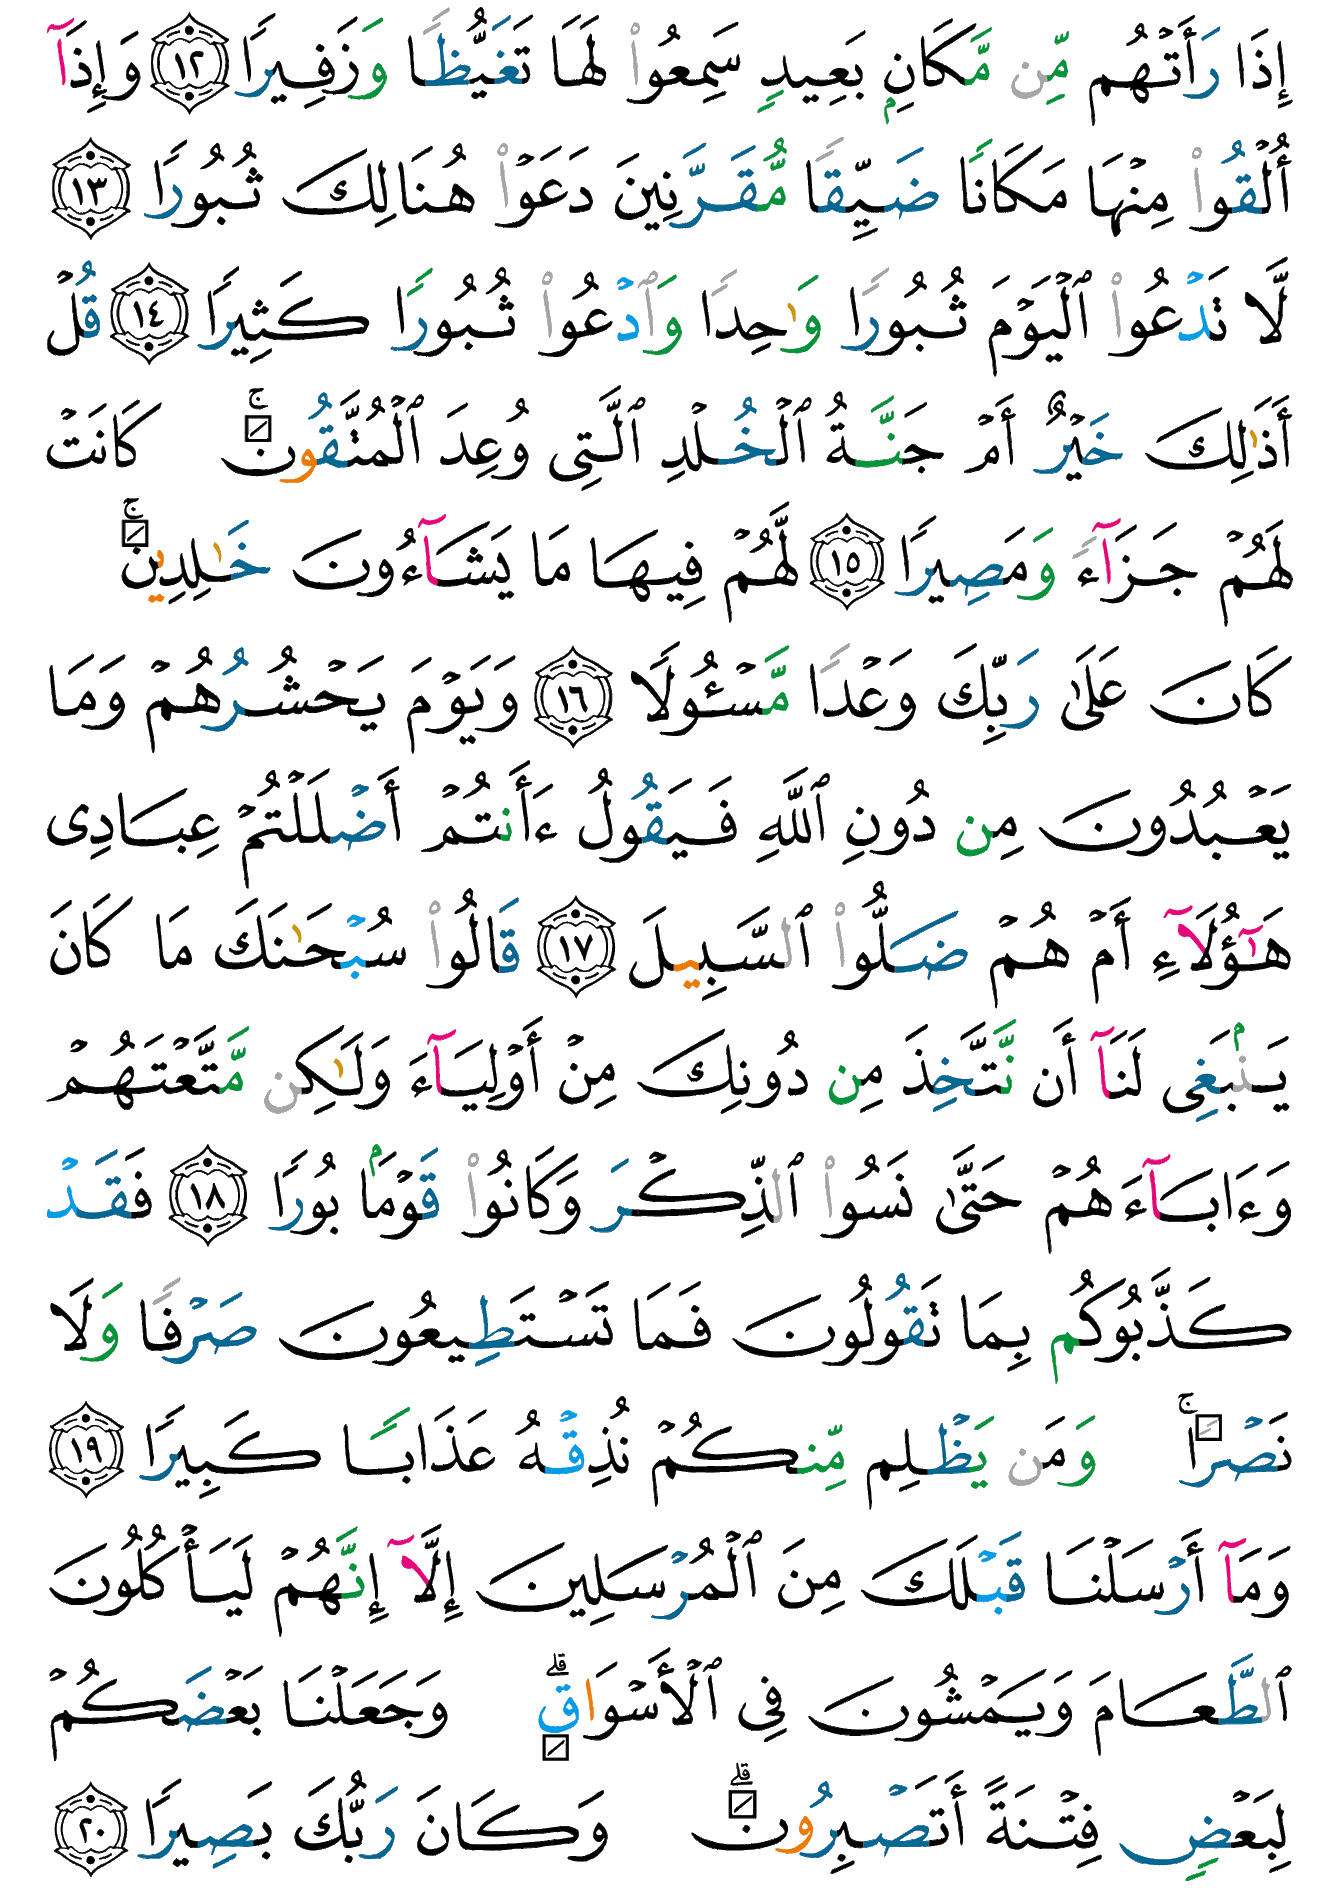 إِذَا رَأَتْهُم مِّن مَّكَانٍۭ بَعِيدٍ سَمِعُوا۟ لَهَا تَغَيُّظًا وَزَفِيرًا ١٢ وَإِذَآ
أُلْقُوا۟ مِنْهَا مَكَانًا ضَيِّقًا مُّقَرَّنِينَ دَعَوْا۟ هُنَالِكَ ثُبُورًا ١٣
لَّا تَدْعُوا۟ ٱلْيَوْمَ ثُبُورًا وَٰحِدًا وَٱدْعُوا۟ ثُبُورًا كَثِيرًا ١٤ قُلْ
أَذَٰلِكَ خَيْرٌ أَمْ جَنَّةُ ٱلْخُلْدِ ٱلَّتِى وُعِدَ ٱلْمُتَّقُونَ ۚ كَانَتْ
لَهُمْ جَزَآءً وَمَصِيرًا ١٥ لَّهُمْ فِيهَا مَا يَشَآءُونَ خَٰلِدِينَ ۚ
كَانَ عَلَىٰ رَبِّكَ وَعْدًا مَّسْـُٔولًا ١٦ وَيَوْمَ يَحْشُرُهُمْ وَمَا
يَعْبُدُونَ مِن دُونِ ٱللَّهِ فَيَقُولُ ءَأَنتُمْ أَضْلَلْتُمْ عِبَادِى
هَٰٓؤُلَآءِ أَمْ هُمْ ضَلُّوا۟ ٱلسَّبِيلَ ١٧ قَالُوا۟ سُبْحَٰنَكَ مَا كَانَ
يَنۢبَغِى لَنَآ أَن نَّتَّخِذَ مِن دُونِكَ مِنْ أَوْلِيَآءَ وَلَٰكِن مَّتَّعْتَهُمْ
وَءَابَآءَهُمْ حَتَّىٰ نَسُوا۟ ٱلذِّكْرَ وَكَانُوا۟ قَوْمًۢا بُورًا ١٨ فَقَدْ
كَذَّبُوكُم بِمَا تَقُولُونَ فَمَا تَسْتَطِيعُونَ صَرْفًا وَلَا
نَصْرًا ۚ وَمَن يَظْلِم مِّنكُمْ نُذِقْهُ عَذَابًا كَبِيرًا ١٩
وَمَآ أَرْسَلْنَا قَبْلَكَ مِنَ ٱلْمُرْسَلِينَ إِلَّآ إِنَّهُمْ لَيَأْكُلُونَ
ٱلطَّعَامَ وَيَمْشُونَ فِى ٱلْأَسْوَاقِ ۗ وَجَعَلْنَا بَعْضَكُمْ
لِبَعْضٍ فِتْنَةً أَتَصْبِرُونَ ۗ وَكَانَ رَبُّكَ بَصِيرًا ٢٠